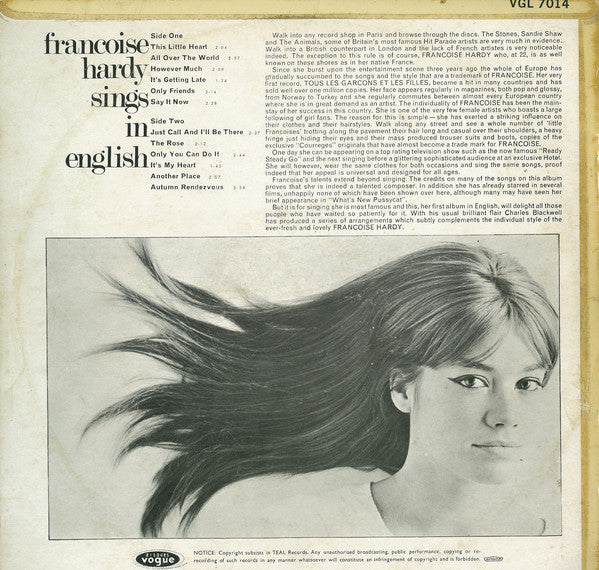 VGL 7014
francoise
hardy
sings
in
english
Side One
This Little Heart 2:04
All Over The World 2:57
However Much 2:09
It's Getting Late 1:34
Only Friends 2:14
Say It Now 2:28
Side Two
Just Call And I'll Be There 2:27
The Rose 2:12
Only You Can Do It 2:44
It's My Heart 1:45
Another Place 2:57
Autumn Rendezvous 2:38
Walk into any record shop in Paris and browse through the discs. The Stones, Sandie Shaw
and The Animals, some of Britain's most famous Hit Parade artists are very much in evidence..
Walk into a British counterpart in London and the lack of French artistes is very noticeable
indeed. The exception to this rule is of course, FRANCOISE HARDY who, at 22, is as well
known on these shores as in her native France.
Since she burst upon the entertainment scene three years ago the whole of Europe has
gradually succumbed to the songs and the style that are a trademark of FRANCOISE. Her very
first record, TOUS LES GARCONS ET LES FILLES, became a hit in many countries and has
sold well over one million copies. Her face appears regularly in magazines, both pop and glossy,
from Norway to Turkey and she regularly commutes between almost every European country
where she is in great demand as an artist. The individuality of FRANCOISE has been the main-
stay of her success in this country. She is one of the very few female artists who boasts a large
following of girl fans. The reason for this is simple — she has exerted a striking influence on
their clothes and their hairstyles. Walk along any street and see a whole number of 'little
Francoises' trotting along the pavement their hair long and casual over their shoulders, a heavy
fringe just hiding their eyes and their mass produced trouser suits and boots, copies of the
exclusive "Courreges" originals that have almost become a trade mark for FRANCOISE.
One day she can be appearing on a top rating television show such as the now famous "Ready
Steady Go" and the next singing before a glittering sophisticated audience at an exclusive Hotel.
She will however, wear the same clothes for both occasions and sing the same songs, proof
indeed that her appeal is universal and designed for all ages.
Francoise's talents extend beyond singing. The credits on many of the songs on this album
proves that she is indeed a talented composer. In addition she has already starred in several
films, unhappily none of which have been shown over here, although many may have seen her
brief appearance in "What's New Pussycat".
But it is for singing she is most famous and this, her first album in English, will delight all those
people who have waited so patiently for it. With his usual brilliant flair Charles Blackwell
has produced a series of arrangements which subtly complements the individual style of the
ever-fresh and lovely FRANCOISE HARDY.
DISQUES
vogue
NOTICE: Copyright subsists in TEAL Records. Any unauthorised broadcasting, public performance, copying or re-
recording of such records in any manner whatsoever will constitute an infringement of copyright and is forbidden.